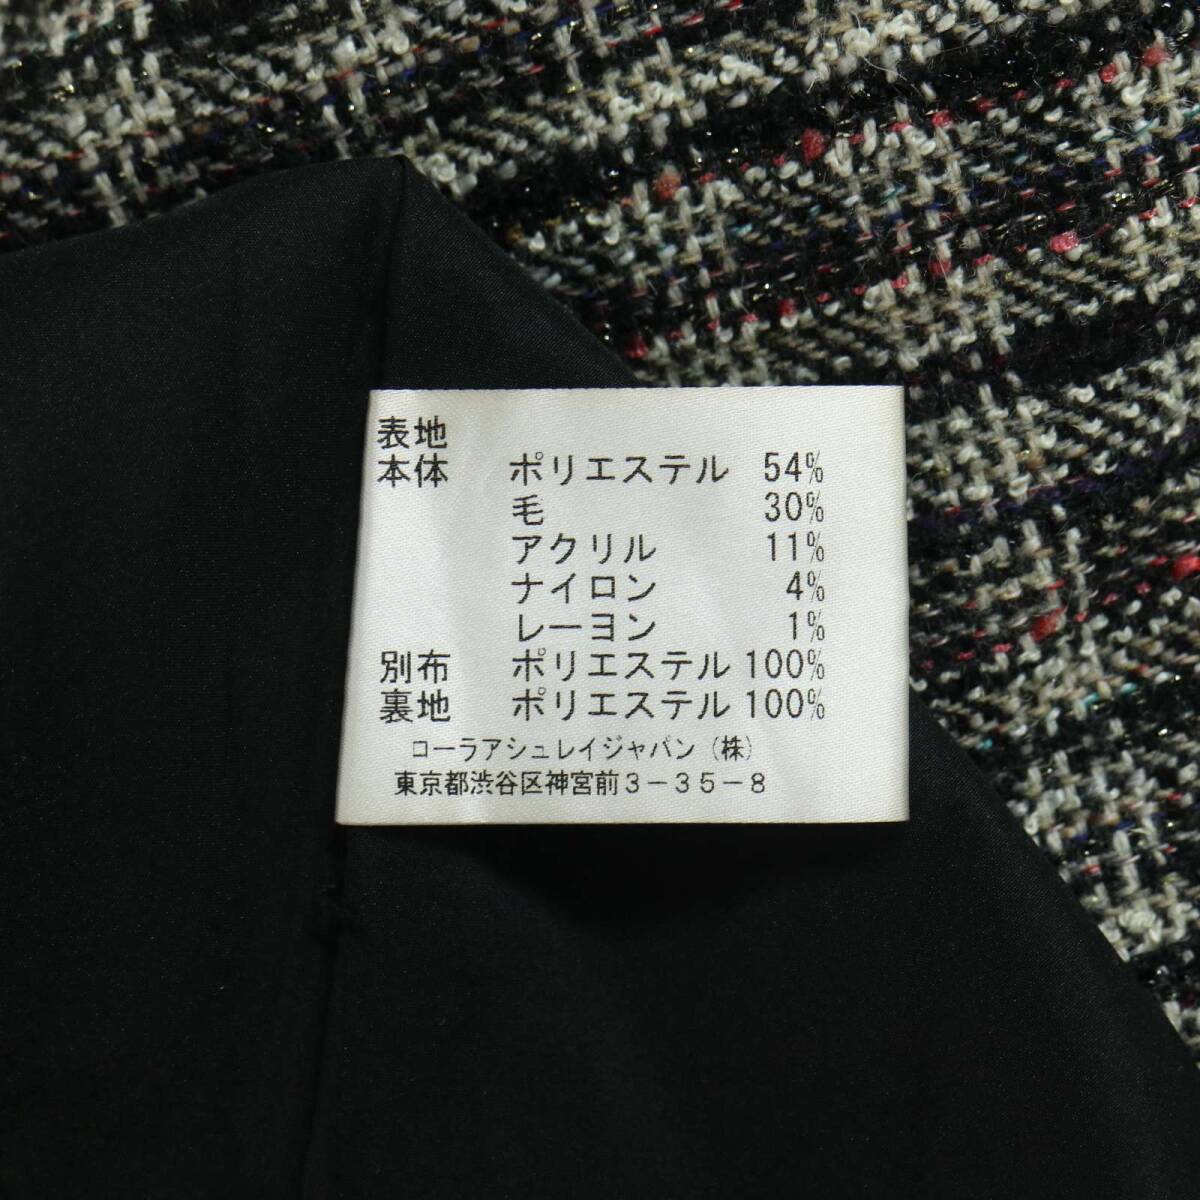 表地
本体 ポリエステル 54%
毛 30%
アクリル 11%
ナイロン 4%
レーヨン 1%
別布 ポリエステル 100%
裏地 ポリエステル 100%
ローラアシュレイジャパン(株)
東京都渋谷区神宮前3-35-8